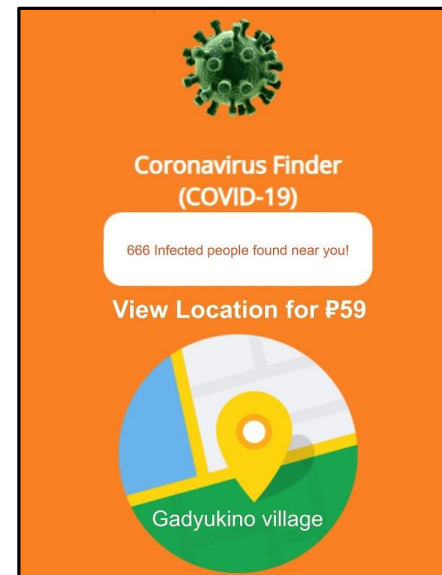 Coronavirus Finder
(COVID-19)
666 Infected people found near you!
View Location for ₽59
Gadyukino village